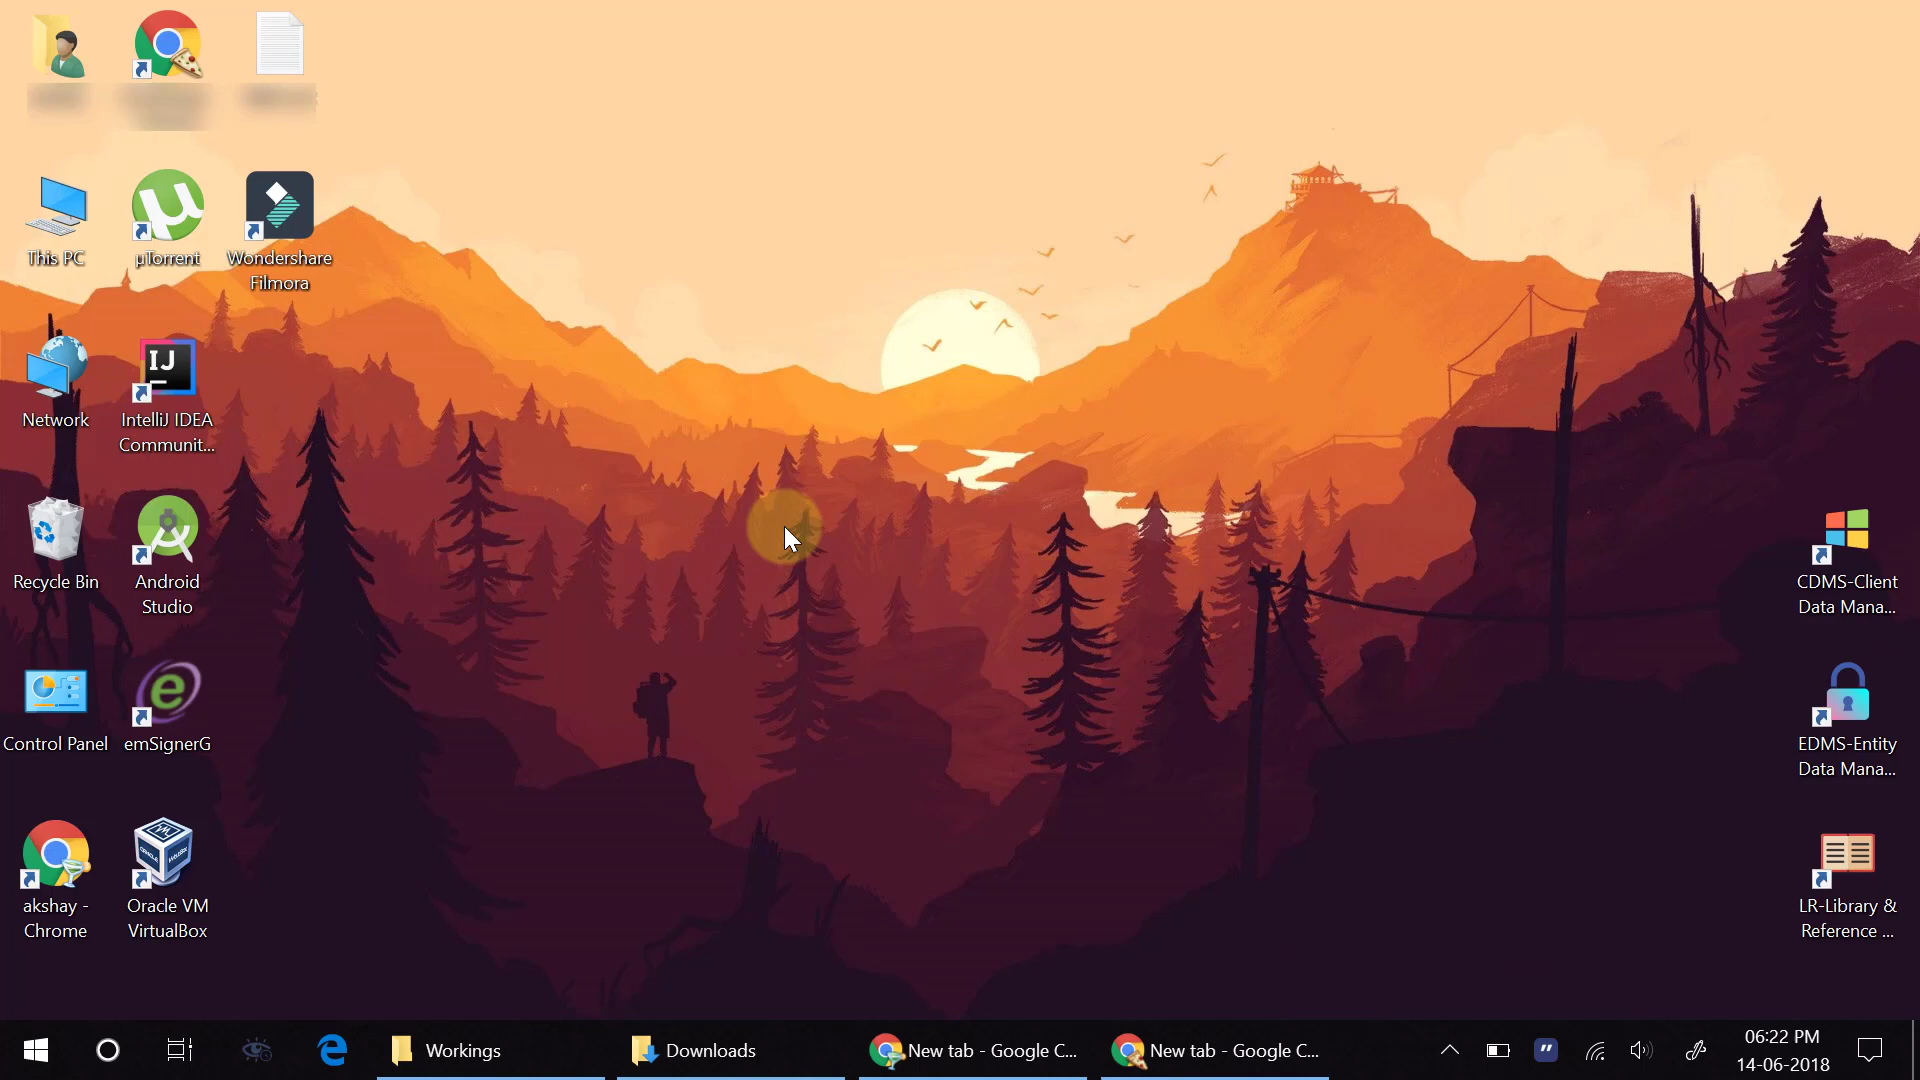 This PC
µTorrent
Wondershare
Filmora
Network
IJ
IntelliJ IDEA
Communit...
Recycle Bin
Android
Studio
Control Panel
emSignerG
akshay -
Chrome
Oracle VM
VirtualBox
CDMS-Client
Data Mana...
EDMS-Entity
Data Mana...
LR-Library &
Reference ...
Workings
Downloads
New tab - Google C...
New tab - Google C...
06:22 PM
14-06-2018